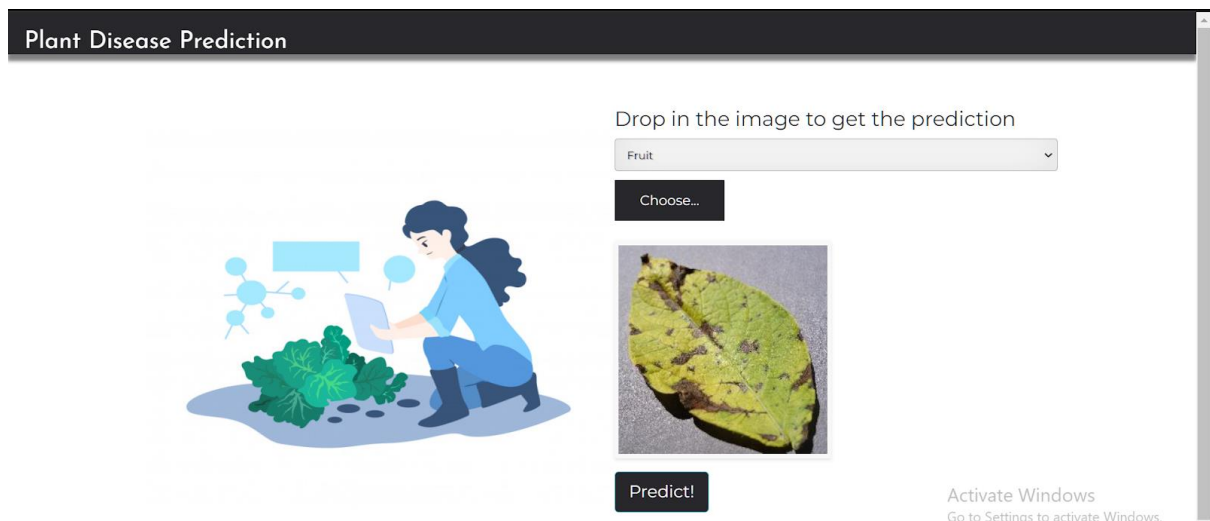 Plant Disease Prediction
Drop in the image to get the prediction
Fruit
Choose...
Predict!
Activate Windows
Go to Settings to activate Windows.